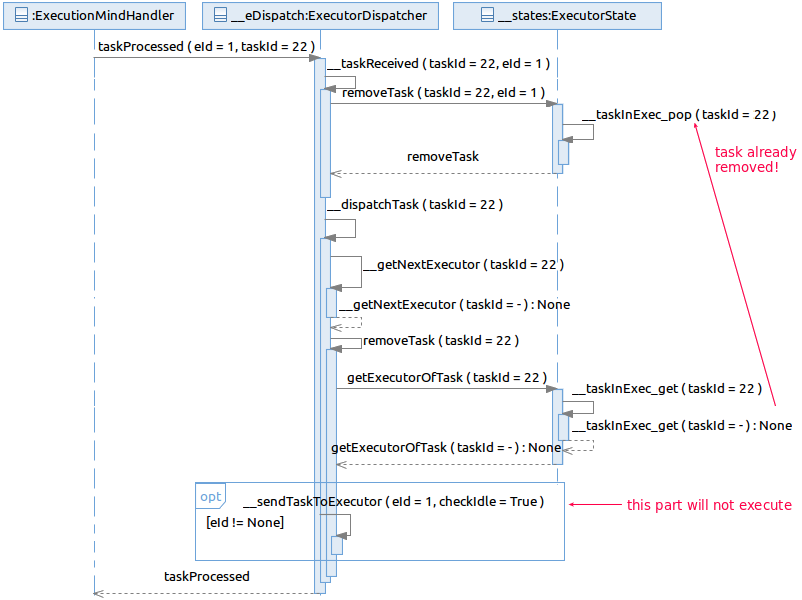 :ExecutionMindHandler
__eDispatch:ExecutorDispatcher
__states:ExecutorState
taskProcessed ( eId = 1, taskId = 22 )
__taskReceived ( taskId = 22, eId = 1 )
removeTask ( taskId = 22, eId = 1 )
__taskInExec_pop ( taskId = 22 )
task already
removed!
removeTask
__dispatchTask ( taskId = 22 )
__getNextExecutor ( taskId = 22 )
__getNextExecutor ( taskId = - ) : None
removeTask ( taskId = 22 )
getExecutorOfTask ( taskId = 22 )
__taskInExec_get ( taskId = 22 )
__taskInExec_get ( taskId = - ) : None
getExecutorOfTask ( taskId = - ) : None
opt
__sendTaskToExecutor ( eId = 1, checkIdle = True )
this part will not execute
[eId != None]
taskProcessed